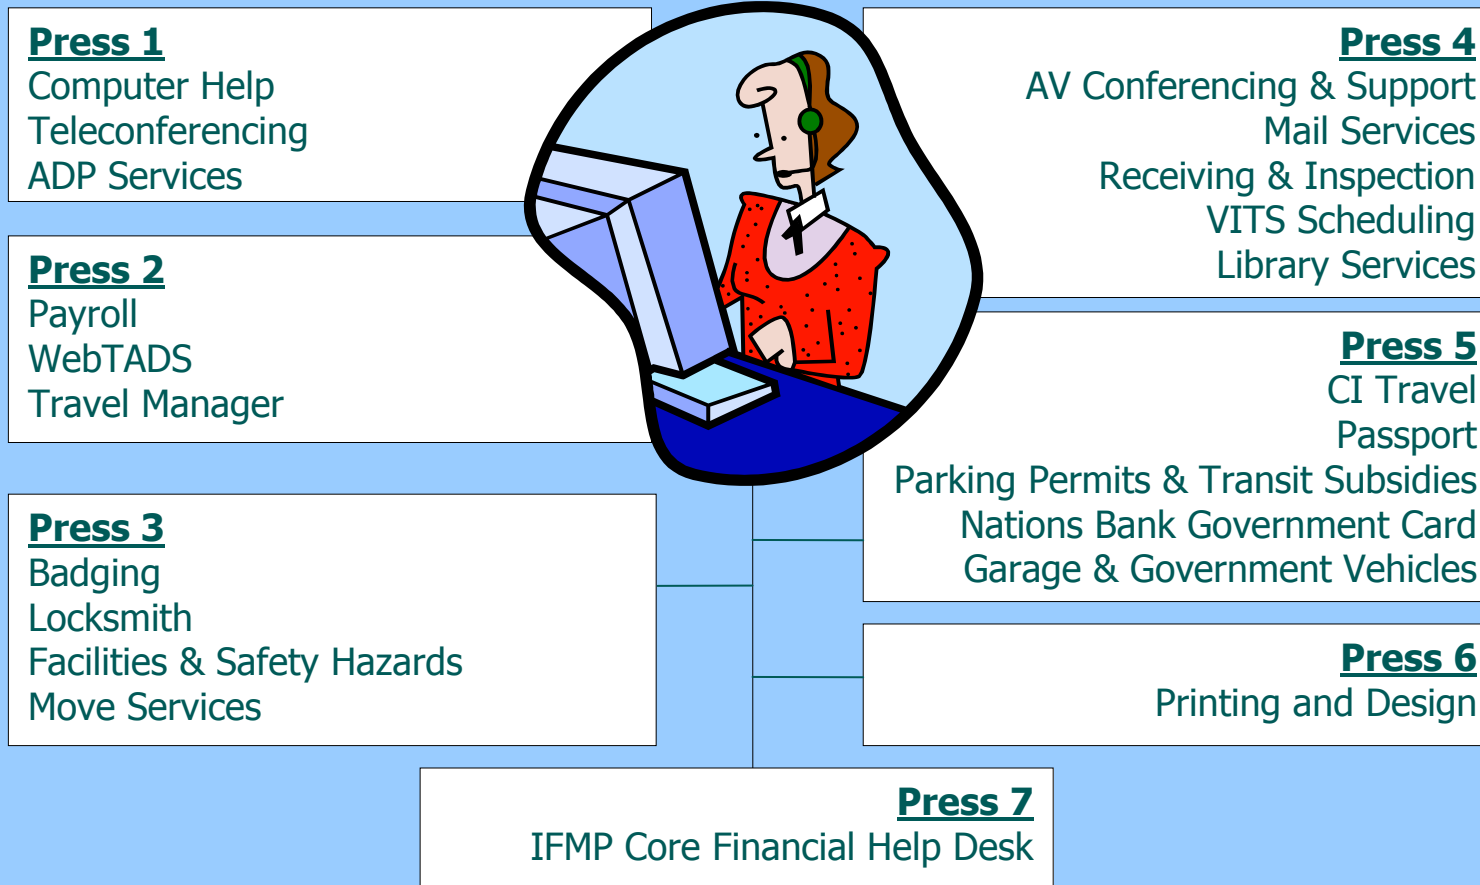 Press 1
Computer Help
Teleconferencing
ADP Services
Press 2
Payroll
WebTADS
Travel Manager
Press 3
Badging
Locksmith
Facilities & Safety Hazards
Move Services
Press 4
AV Conferencing & Support
Mail Services
Receiving & Inspection
VITS Scheduling
Library Services
Press 5
CI Travel
Passport
Parking Permits & Transit Subsidies
Nations Bank Government Card
Garage & Government Vehicles
Press 6
Printing and Design
Press 7
IFMP Core Financial Help Desk